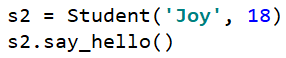 s2 = Student('Joy', 18)
s2.say_hello()